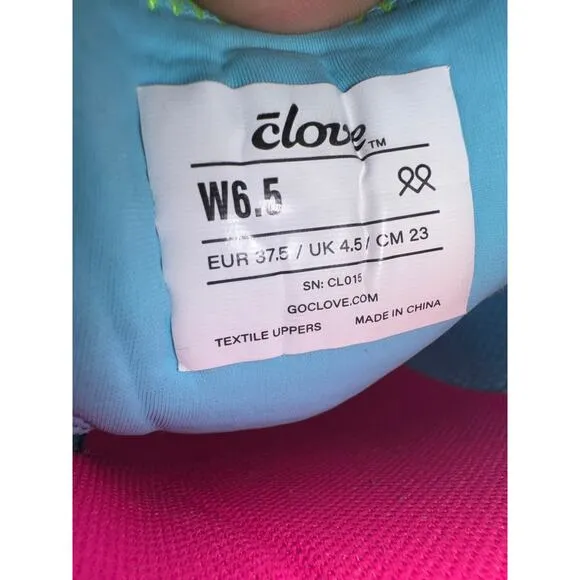 clove™
W6.5
EUR 37.5 / UK 4.5 / CM 23
SN: CL015
GOCLOVE.COM
TEXTILE UPPERS MADE IN CHINA